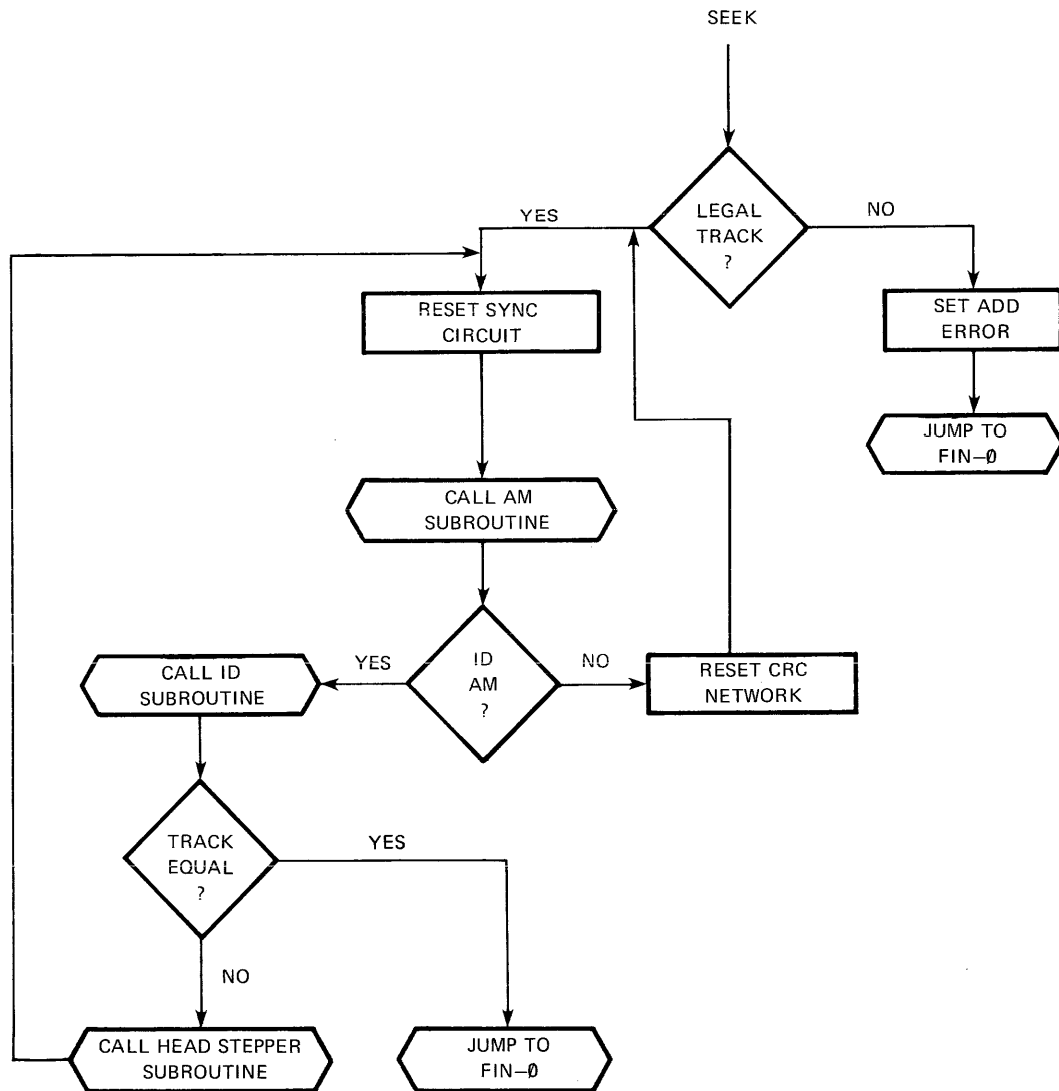 SEEK
LEGAL
TRACK
?
YES
NO
RESET SYNC
CIRCUIT
SET ADD
ERROR
JUMP TO
FIN–Ø
CALL AM
SUBROUTINE
ID
AM
?
YES
NO
CALL ID
SUBROUTINE
RESET CRC
NETWORK
TRACK
EQUAL
?
YES
NO
CALL HEAD STEPPER
SUBROUTINE
JUMP TO
FIN–Ø